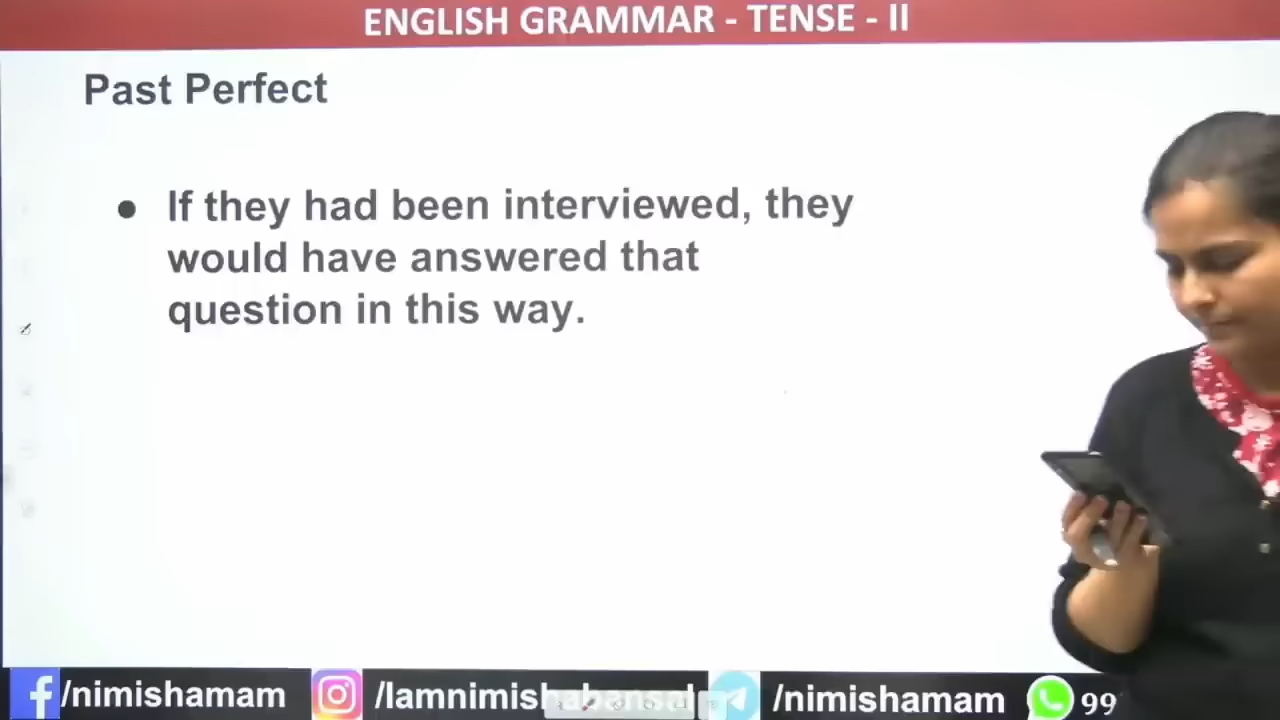 ENGLISH GRAMMAR - TENSE - II
Past Perfect
• If they had been interviewed, they
would have answered that
question in this way.
/nimishamam /Iamnimishabansal /nimishamam 99